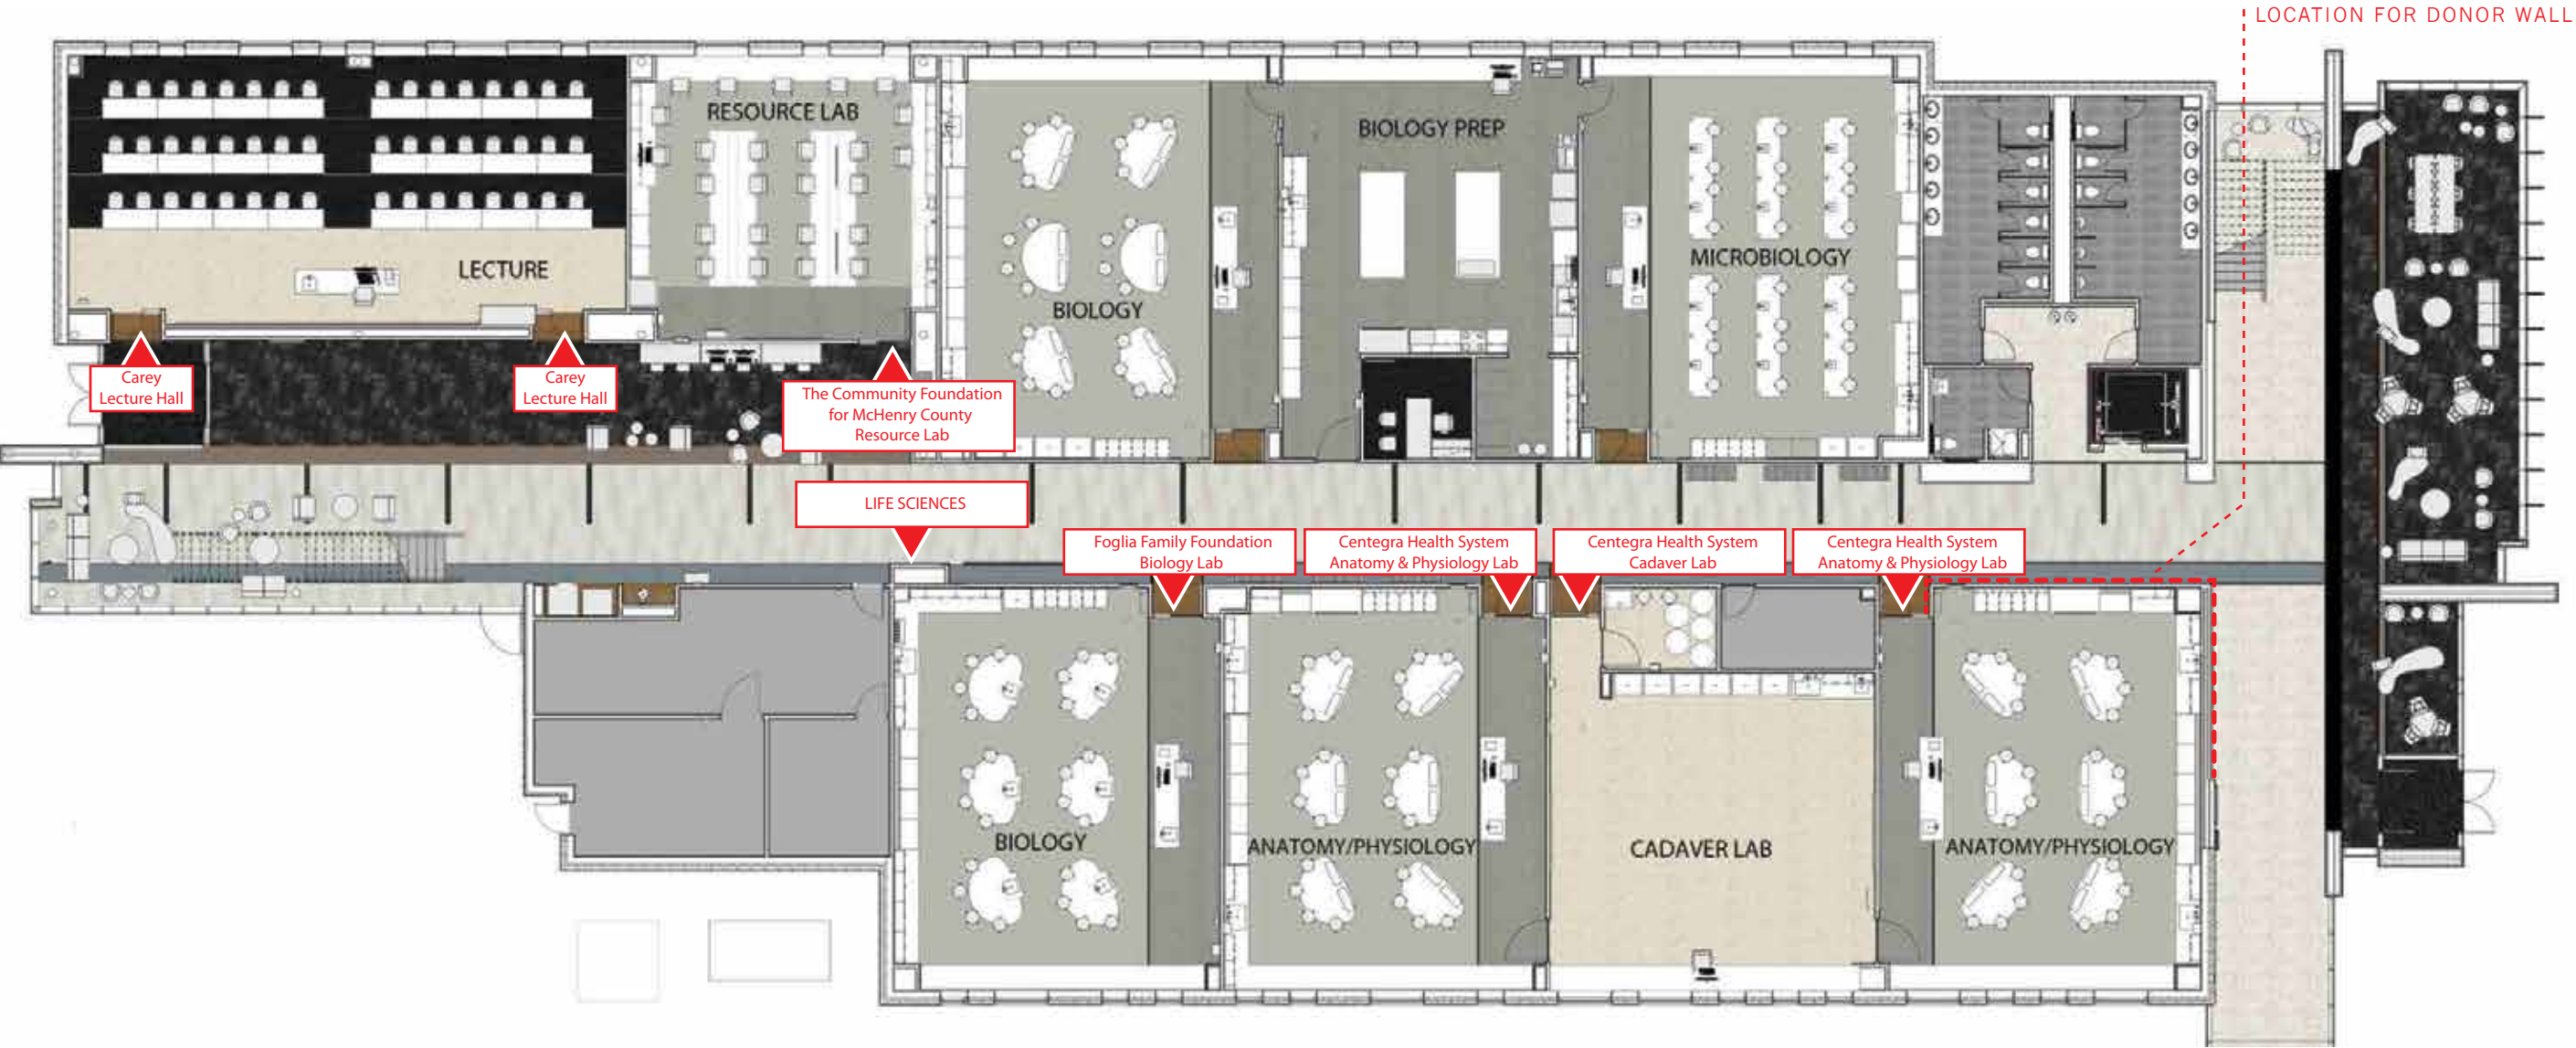 LOCATION FOR DONOR WALL
RESOURCE LAB
BIOLOGY PREP
LECTURE
BIOLOGY
MICROBIOLOGY
Carey
Lecture Hall
Carey
Lecture Hall
The Community Foundation
for McHenry County
Resource Lab
LIFE SCIENCES
Foglia Family Foundation
Biology Lab
Centegra Health System
Anatomy & Physiology Lab
Centegra Health System
Cadaver Lab
Centegra Health System
Anatomy & Physiology Lab
BIOLOGY
ANATOMY/PHYSIOLOGY
CADAVER LAB
ANATOMY/PHYSIOLOGY